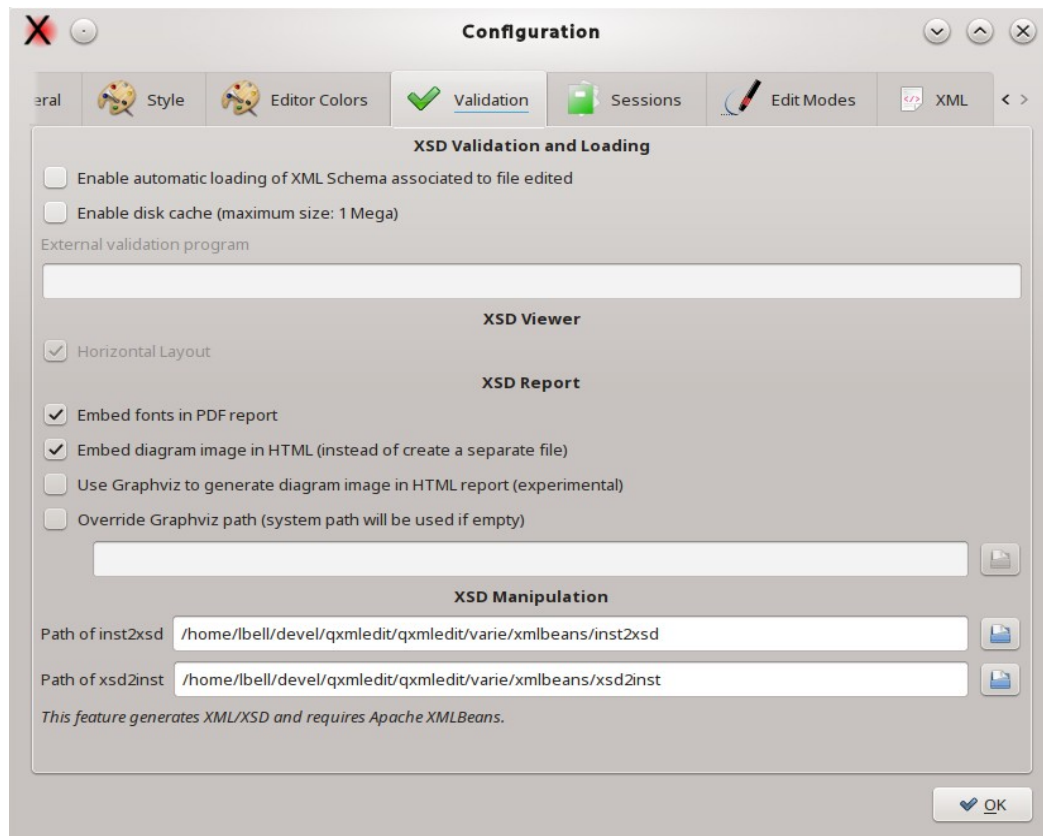 Configuration
eral Style Editor Colors Validation Sessions Edit Modes XML < >
XSD Validation and Loading
Enable automatic loading of XML Schema associated to file edited
Enable disk cache (maximum size: 1 Mega)
External validation program
XSD Viewer
Horizontal Layout
XSD Report
Embed fonts in PDF report
Embed diagram image in HTML (instead of create a separate file)
Use Graphviz to generate diagram image in HTML report (experimental)
Override Graphviz path (system path will be used if empty)
XSD Manipulation
Path of inst2xsd /home/lbell/devel/qxmledit/qxmledit/varie/xmlbeans/inst2xsd
Path of xsd2inst /home/lbell/devel/qxmledit/qxmledit/varie/xmlbeans/xsd2inst
This feature generates XML/XSD and requires Apache XMLBeans.
OK